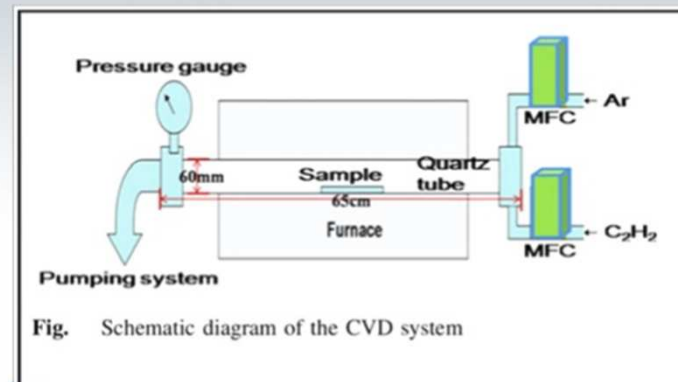 Pressure gauge
Ar
MFC
60mm
Sample
Quartz
tube
65cm
Furnace
C₂H₂
MFC
Pumping system
Fig. Schematic diagram of the CVD system